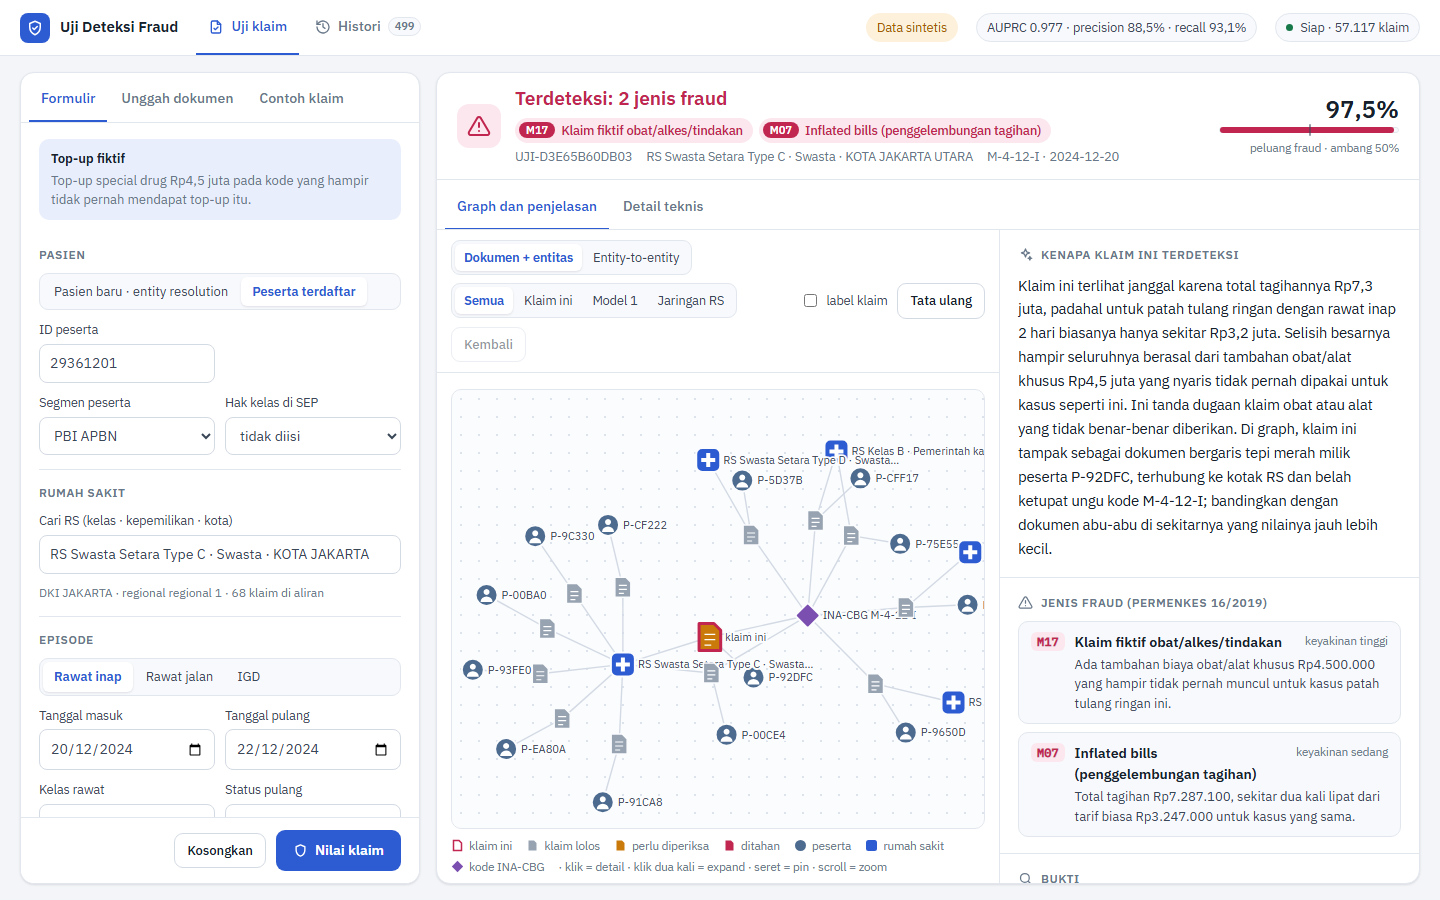 Uji Deteksi Fraud
Uji klaim
Histori 499
Data sintetis
AUPRC 0.977 · precision 88,5% · recall 93,1%
Siap · 57.117 klaim
Formulir
Unggah dokumen
Contoh klaim
Top-up fiktif
Top-up special drug Rp4,5 juta pada kode yang hampir
tidak pernah mendapat top-up itu.
PASIEN
Pasien baru · entity resolution
Peserta terdaftar
ID peserta
29361201
Segmen peserta
Hak kelas di SEP
PBI APBN
tidak diisi
RUMAH SAKIT
Cari RS (kelas · kepemilikan · kota)
RS Swasta Setara Type C · Swasta · KOTA JAKARTA
DKI JAKARTA · regional regional 1 · 68 klaim di aliran
EPISODE
Rawat inap
Rawat jalan
IGD
Tanggal masuk
Tanggal pulang
20/12/2024
22/12/2024
Kelas rawat
Status pulang
Kosongkan
Nilai klaim
Terdeteksi: 2 jenis fraud
M17 Klaim fiktif obat/alkes/tindakan
M07 Inflated bills (penggelembungan tagihan)
UJI-D3E65B60DB03 RS Swasta Setara Type C · Swasta · KOTA JAKARTA UTARA M-4-12-I · 2024-12-20
97,5%
peluang fraud · ambang 50%
Graph dan penjelasan
Detail teknis
Dokumen + entitas
Entity-to-entity
Semua
Klaim ini
Model 1
Jaringan RS
label klaim
Tata ulang
Kembali
RS Kelas B · Pemerintah ka
RS Swasta Setara Type D · Swasta...
P-5D37B
P-CFF17
P-CF222
P-9C330
P-75E55
P-00BA0
INA-CBG M-4-12-I
klaim ini
RS Swasta Setara Type C · Swasta...
P-93FE0
P-92DFC
RS
P-00CE4
P-9650D
P-EA80A
P-91CA8
klaim ini
klaim lolos
perlu diperiksa
ditahan
peserta
rumah sakit
kode INA-CBG
· klik = detail · klik dua kali = expand · seret = pin · scroll = zoom
KENAPA KLAIM INI TERDETEKSI
Klaim ini terlihat janggal karena total tagihannya Rp7,3
juta, padahal untuk patah tulang ringan dengan rawat inap
2 hari biasanya hanya sekitar Rp3,2 juta. Selisih besarnya
hampir seluruhnya berasal dari tambahan obat/alat
khusus Rp4,5 juta yang nyaris tidak pernah dipakai untuk
kasus seperti ini. Ini tanda dugaan klaim obat atau alat
yang tidak benar-benar diberikan. Di graph, klaim ini
tampak sebagai dokumen bergaris tepi merah milik
peserta P-92DFC, terhubung ke kotak RS dan belah
ketupat ungu kode M-4-12-I; bandingkan dengan
dokumen abu-abu di sekitarnya yang nilainya jauh lebih
kecil.
JENIS FRAUD (PERMENKES 16/2019)
M17 Klaim fiktif obat/alkes/tindakan
keyakinan tinggi
Ada tambahan biaya obat/alat khusus Rp4.500.000
yang hampir tidak pernah muncul untuk kasus patah
tulang ringan ini.
M07 Inflated bills
(penggelembungan tagihan)
keyakinan sedang
Total tagihan Rp7.287.100, sekitar dua kali lipat dari
tarif biasa Rp3.247.000 untuk kasus yang sama.
BUKTI